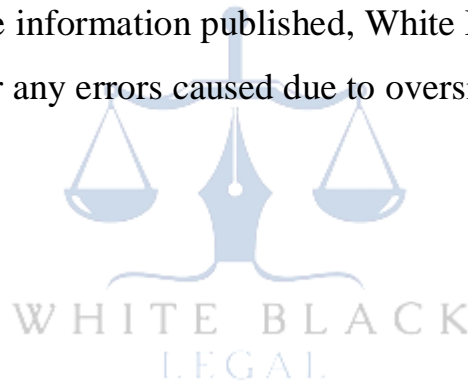 e information published, White
r any errors caused due to overs
WHITE BLACK
LEGAL